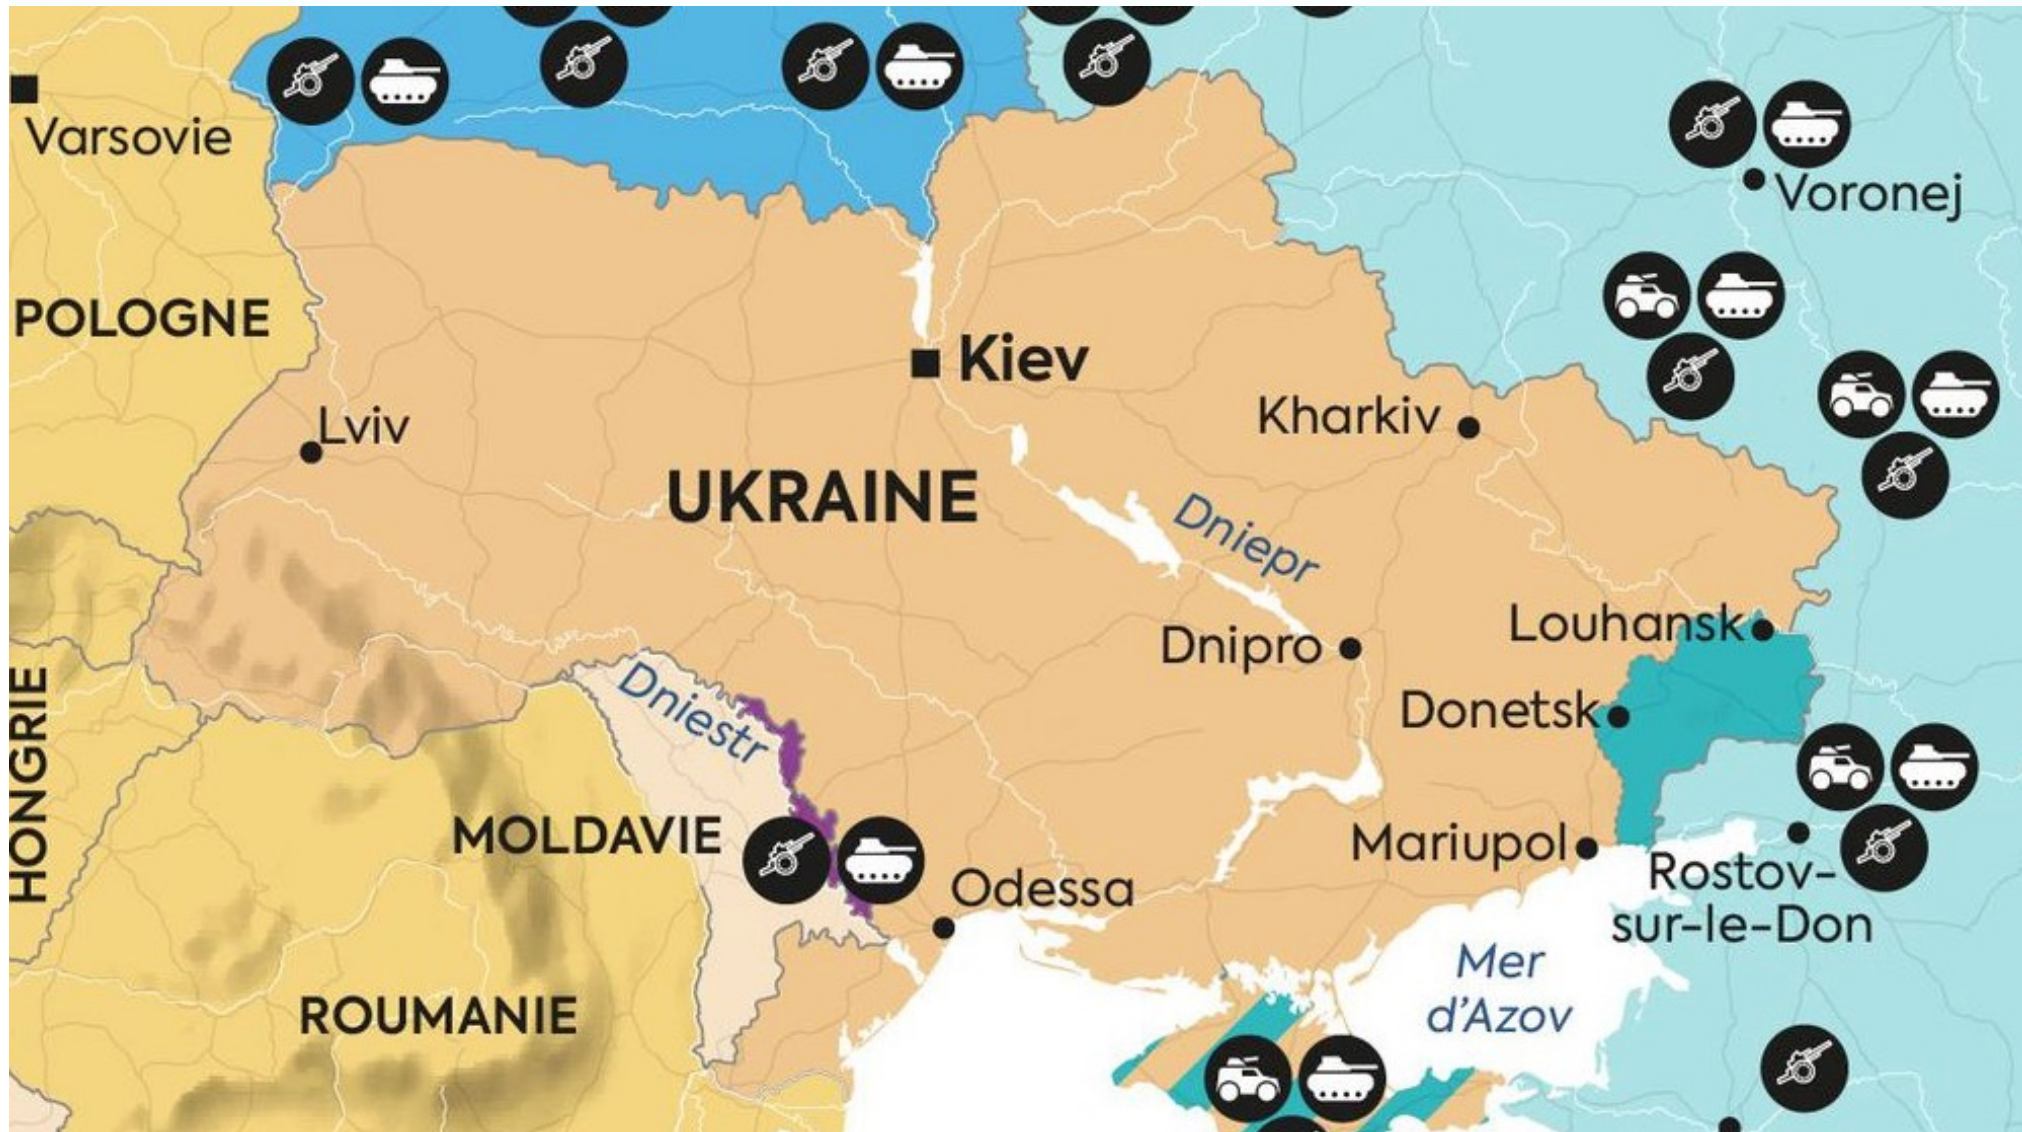 Varsovie
Voronej
POLOGNE
Kiev
Kharkiv
Lviv
UKRAINE
Dniepr
Louhansk
Dnipro
Dniestr
Donetsk
HONGRIE
MOLDAVIE
Mariupol
Odessa
Rostov-
sur-le-Don
Mer
d'Azov
ROUMANIE